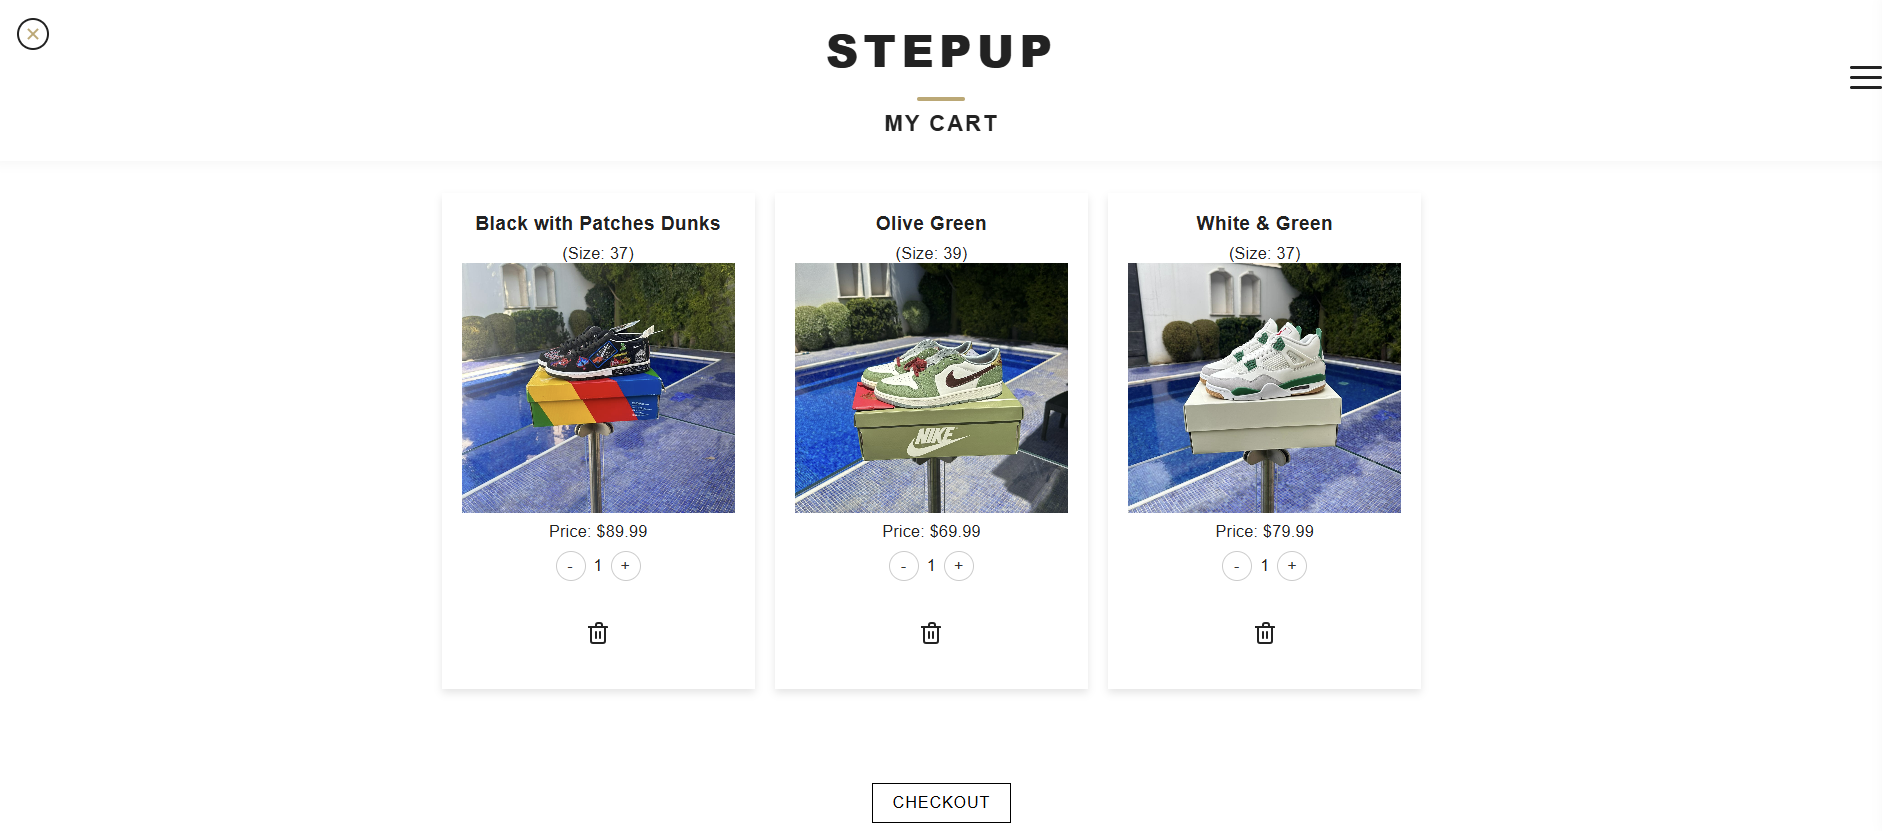 STEPUP
MY CART
Black with Patches Dunks
(Size: 37)
Price: $89.99
- 1 +
Olive Green
(Size: 39)
NIKE
Price: $69.99
- 1 +
White & Green
(Size: 37)
Price: $79.99
- 1 +
CHECKOUT